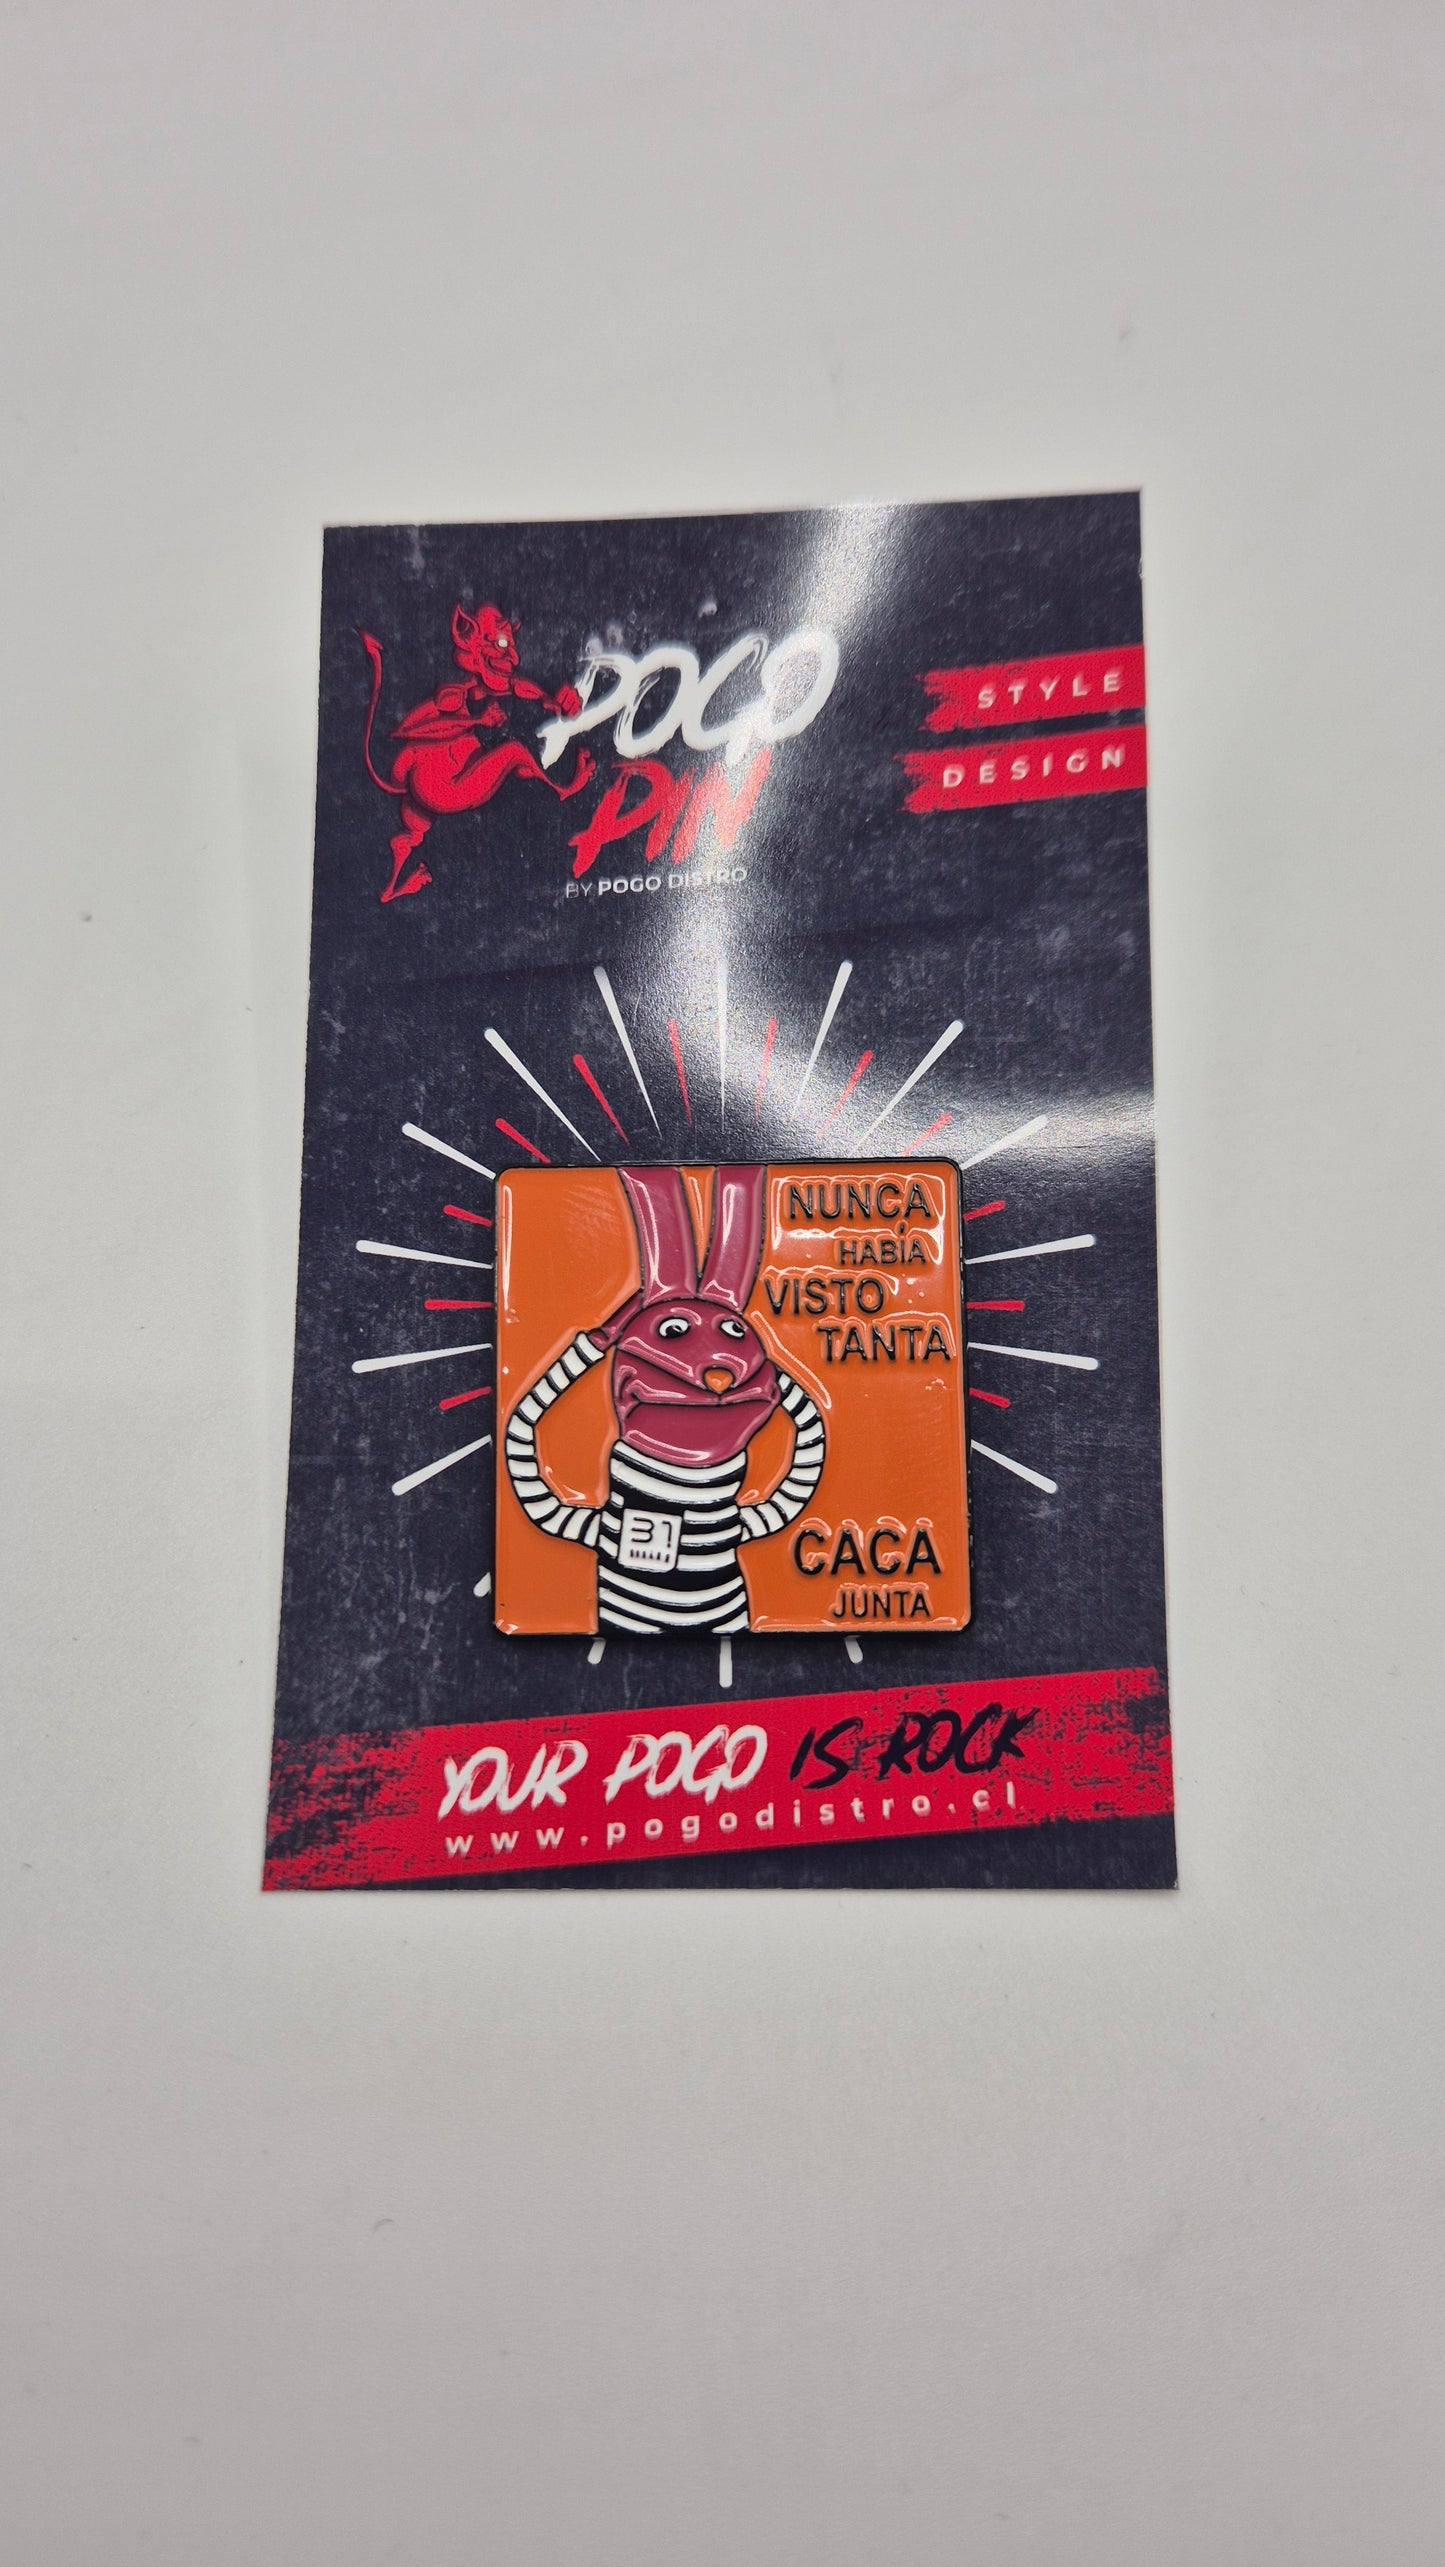 POGO
PIN
BY POGO DISTRO
STYLE
DESIGN
NUNCA
HABÍA
VISTO
TANTA
31
CACA
JUNTA
YOUR POGO IS ROCK
www.pogodistro.cl